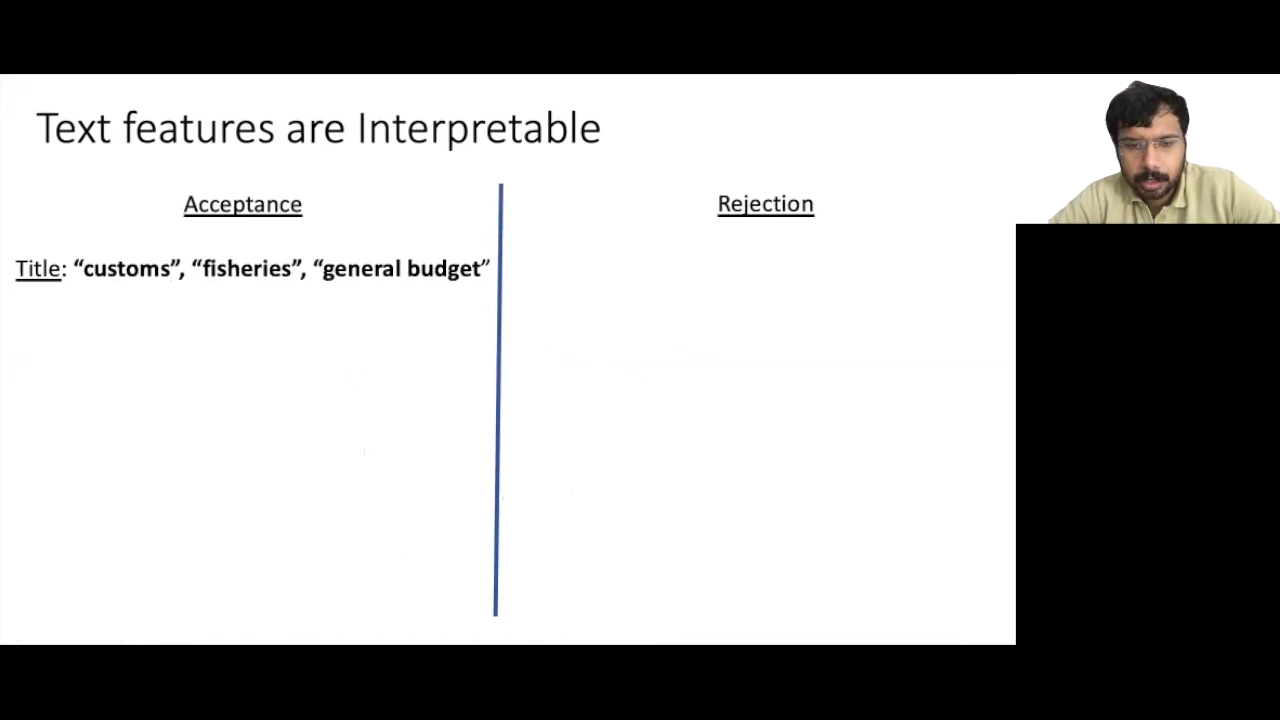 Text features are Interpretable
Acceptance
Rejection
Title: “customs”, “fisheries”, “general budget”